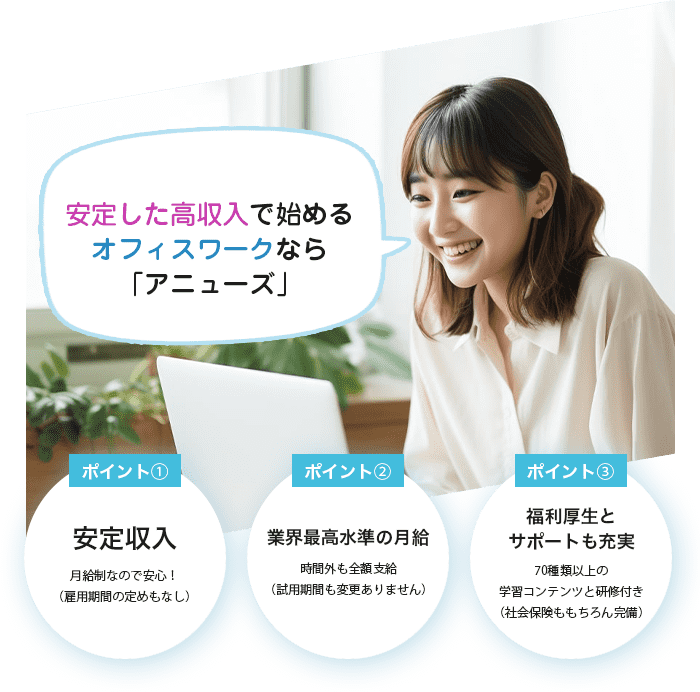 安定した高収入で始める
オフィスワークなら
「アニューズ」
ポイント①
安定収入
月給制なので安心！
（雇用期間の定めもなし）
ポイント②
業界最高水準の月給
時間外も全額支給
（試用期間も変更ありません）
ポイント③
福利厚生と
サポートも充実
70種類以上の
学習コンテンツと研修付き
（社会保険ももちろん完備）